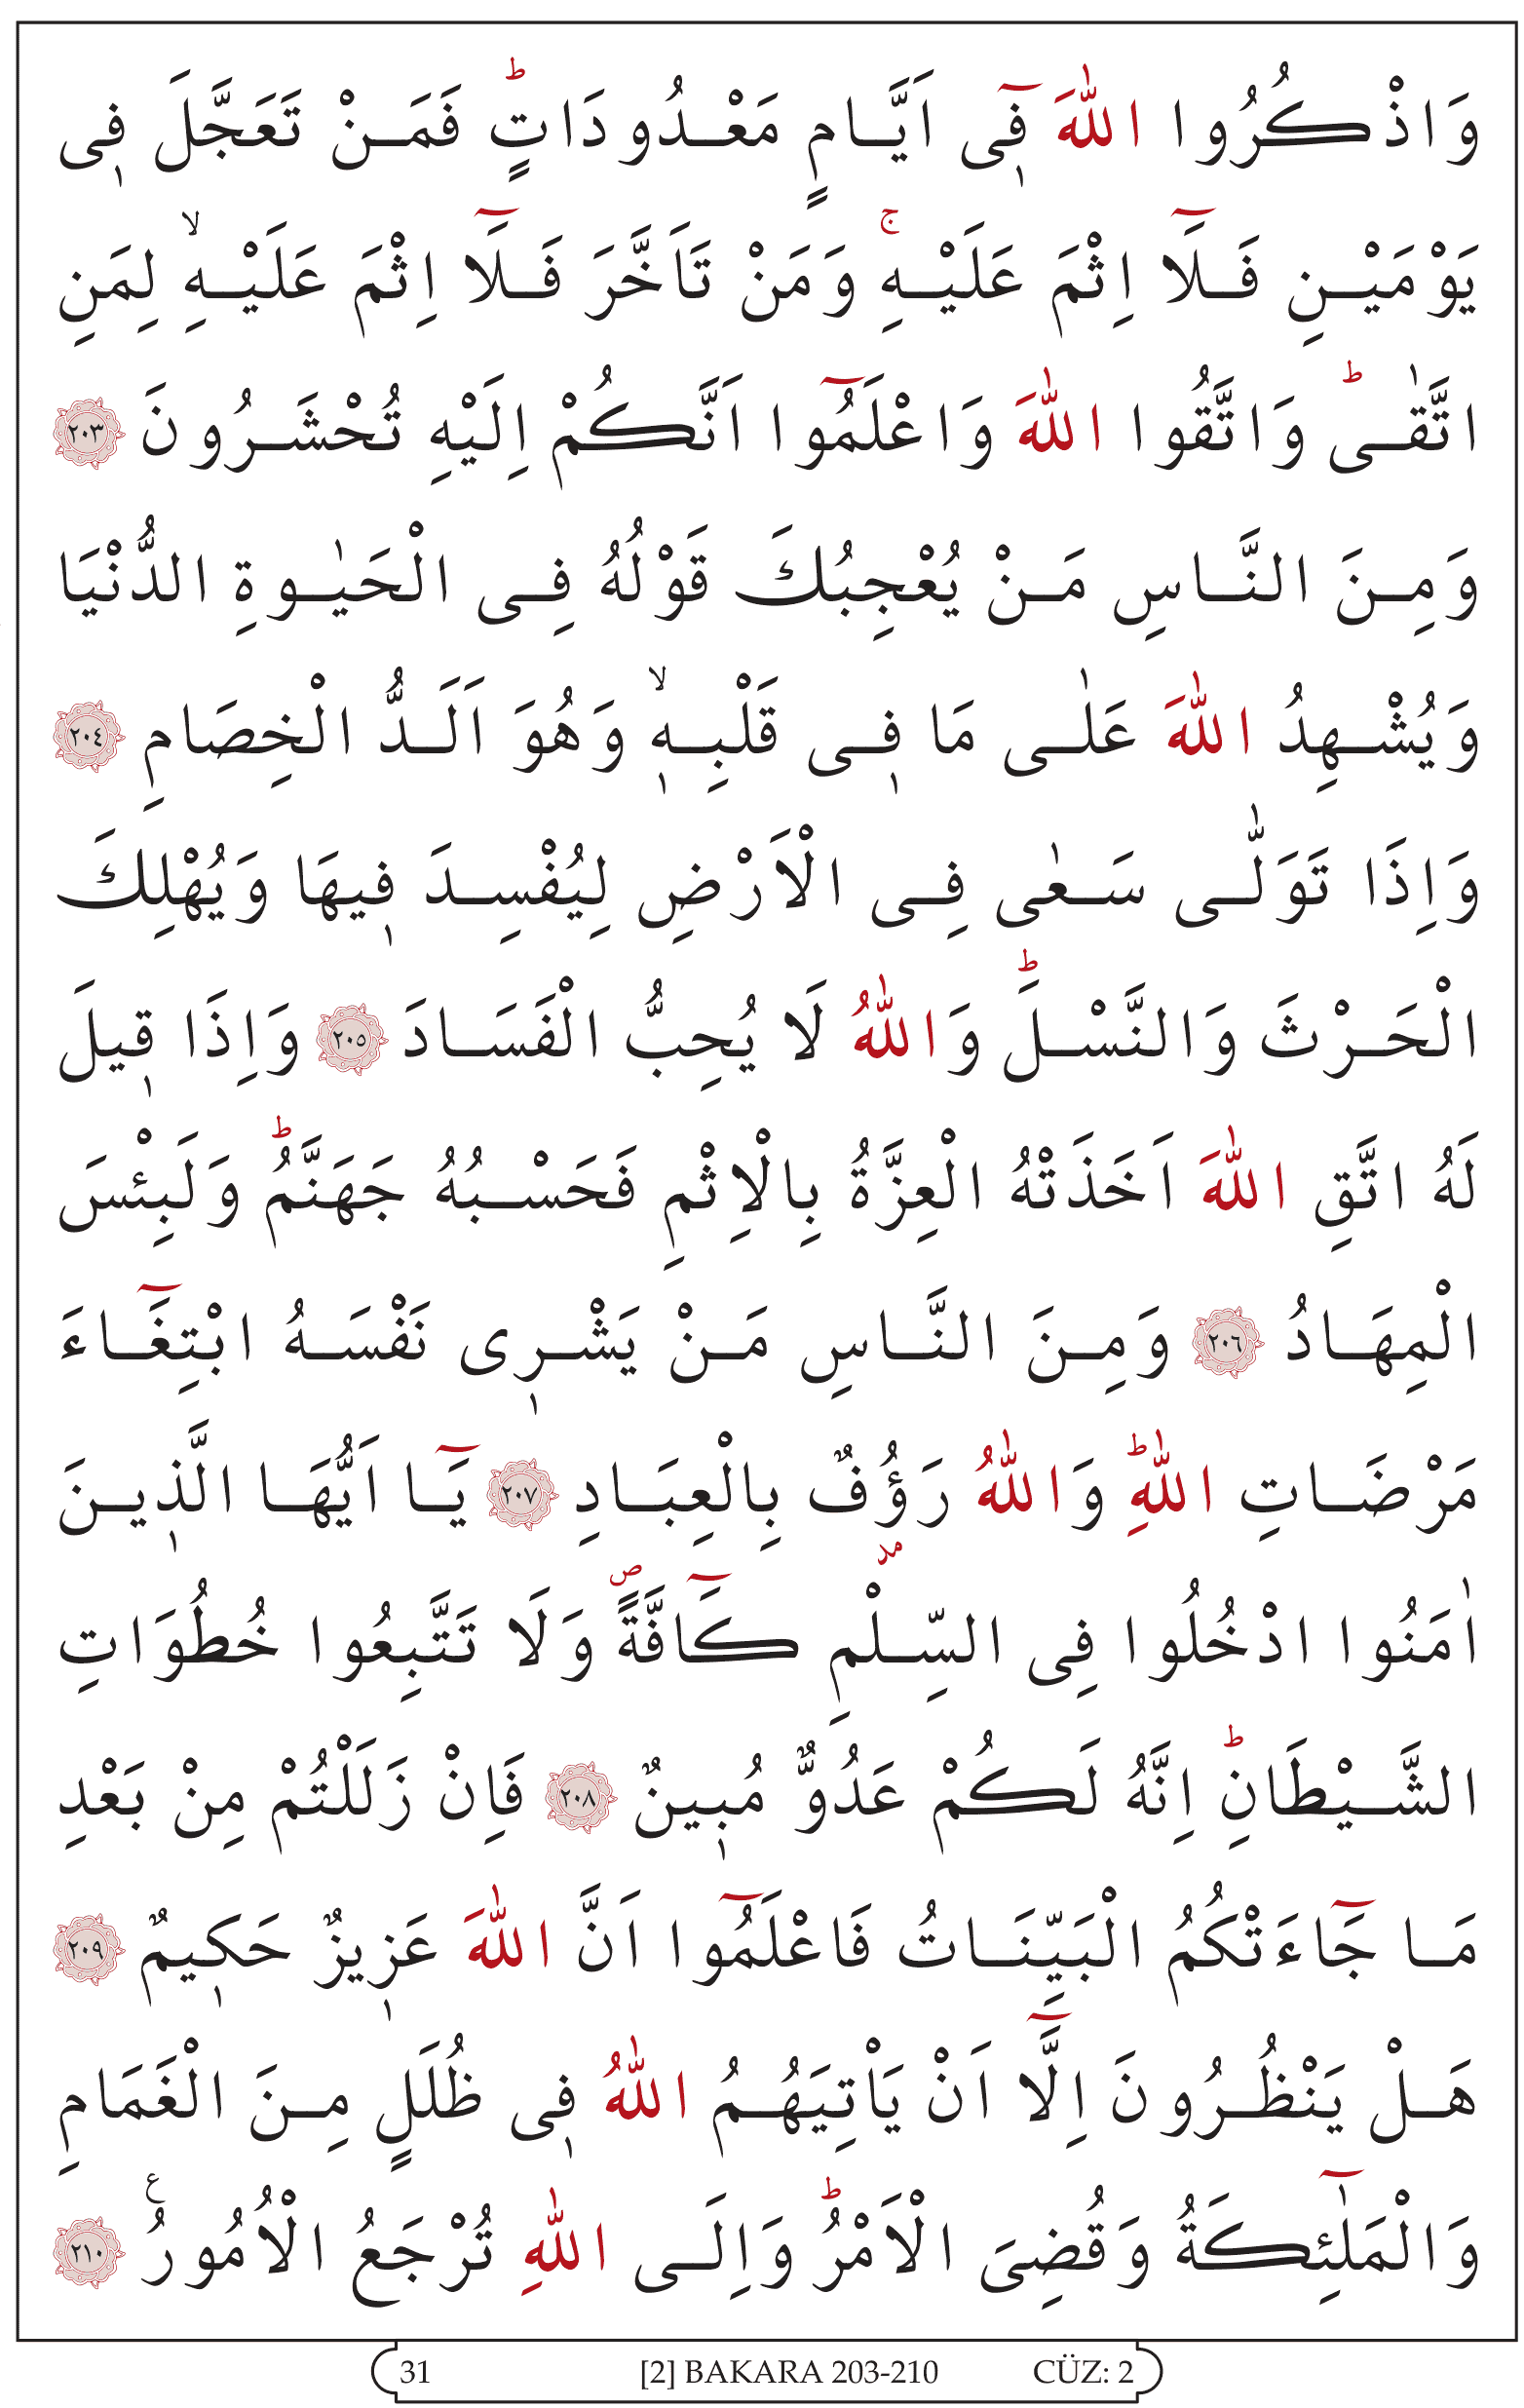 وَاذْكُرُوا اللّٰهَ فٖٓى اَيَّامٍ مَعْدُودَاتٍؕ فَمَنْ تَعَجَّلَ فٖى
يَوْمَيْنِ فَلَٓا اِثْمَ عَلَيْهِۚ وَمَنْ تَاَخَّرَ فَلَٓا اِثْمَ عَلَيْهِۙ لِمَنِ
اتَّقٰىؕ وَاتَّقُوا اللّٰهَ وَاعْلَمُٓوا اَنَّكُمْ اِلَيْهِ تُحْشَرُونَ ﴿٢٠٣﴾
وَمِنَ النَّاسِ مَنْ يُعْجِبُكَ قَوْلُهُ فِى الْحَيٰوةِ الدُّنْيَا
وَيُشْهِدُ اللّٰهَ عَلٰى مَا فٖى قَلْبِهٖۙ وَهُوَ اَلَدُّ الْخِصَامِ ﴿٢٠٤﴾
وَاِذَا تَوَلّٰى سَعٰى فِى الْاَرْضِ لِيُفْسِدَ فٖيهَا وَيُهْلِكَ
الْحَرْثَ وَالنَّسْلَؕ وَاللّٰهُ لَا يُحِبُّ الْفَسَادَ ﴿٢٠٥﴾ وَاِذَا قٖيلَ
لَهُ اتَّقِ اللّٰهَ اَخَذَتْهُ الْعِزَّةُ بِالْاِثْمِ فَحَسْبُهُ جَهَنَّمُؕ وَلَبِئْسَ
الْمِهَادُ ﴿٢٠٦﴾ وَمِنَ النَّاسِ مَنْ يَشْرٖى نَفْسَهُ ابْتِغَٓاءَ
مَرْضَاتِ اللّٰهِؕ وَاللّٰهُ رَؤُفٌ بِالْعِبَادِ ﴿٢٠٧﴾ يَٓا اَيُّهَا الَّذٖينَ
اٰمَنُوا ادْخُلُوا فِى السِّلْمِ كَٓافَّةًࣕ وَلَا تَتَّبِعُوا خُطُوَاتِ
الشَّيْطَانِؕ اِنَّهُ لَكُمْ عَدُوٌّ مُبٖينٌ ﴿٢٠٨﴾ فَاِنْ زَلَلْتُمْ مِنْ بَعْدِ
مَا جَٓاءَتْكُمُ الْبَيِّنَاتُ فَاعْلَمُٓوا اَنَّ اللّٰهَ عَزٖيزٌ حَكٖيمٌ ﴿٢٠٩﴾
هَلْ يَنْظُرُونَ اِلَّٓا اَنْ يَاْتِيَهُمُ اللّٰهُ فٖى ظُلَلٍ مِنَ الْغَمَامِ
وَالْمَلٰٓئِكَةُ وَقُضِىَ الْاَمْرُؕ وَاِلَى اللّٰهِ تُرْجَعُ الْاُمُورُࣖ ﴿٢١٠﴾
31 [2] BAKARA 203-210 CÜZ: 2